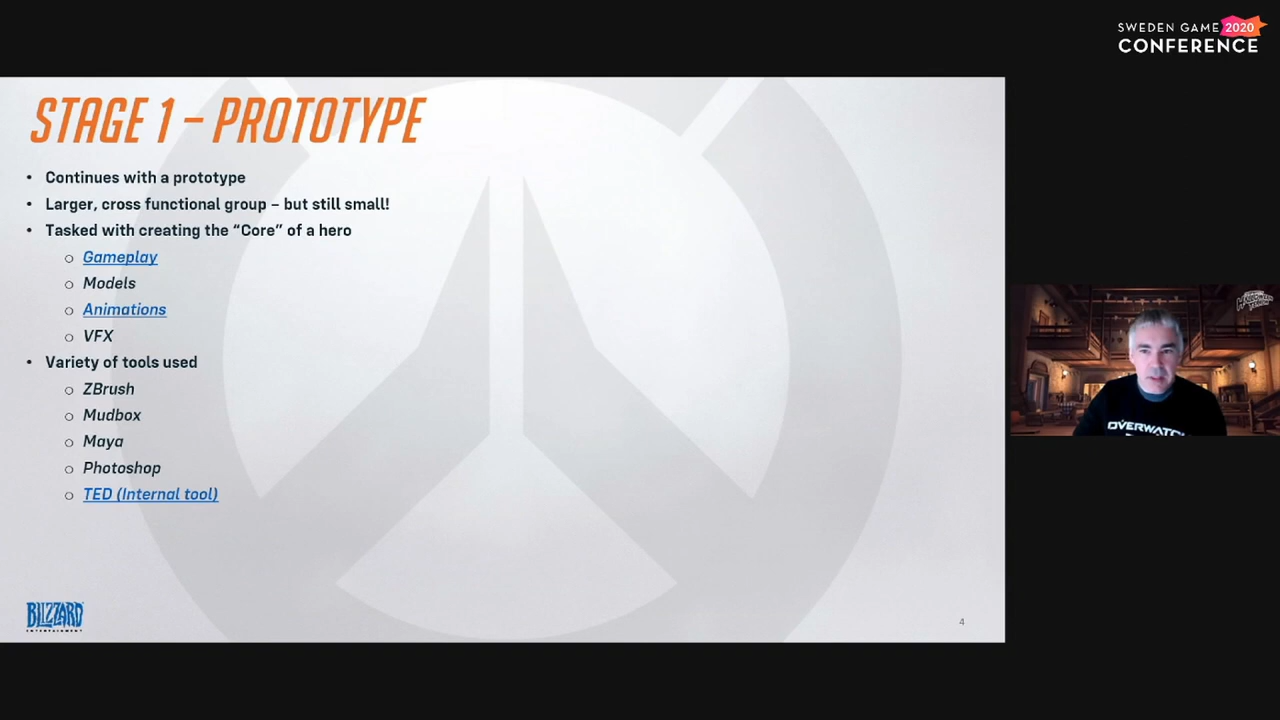 SWEDEN GAME 2020
CONFERENCE
STAGE 1 – PROTOTYPE
• Continues with a prototype
• Larger, cross functional group – but still small!
• Tasked with creating the “Core” of a hero
o Gameplay
o Models
o Animations
o VFX
• Variety of tools used
o ZBrush
o Mudbox
o Maya
o Photoshop
o TED (Internal tool)
OVERWATCH
BLIZZARD
ENTERTAINMENT
4